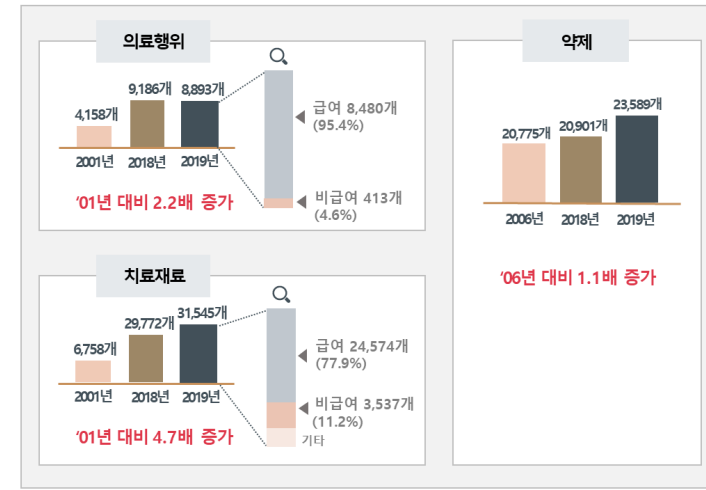 의료행위
4,158개
9,186개
8,893개
2001년
2018년
2019년
‘01년 대비 2.2배 증가
급여 8,480개
(95.4%)
비급여 413개
(4.6%)
치료재료
6,758개
29,772개
31,545개
2001년
2018년
2019년
‘01년 대비 4.7배 증가
급여 24,574개
(77.9%)
비급여 3,537개
(11.2%)
기타
약제
20,775개
20,901개
23,589개
2006년
2018년
2019년
‘06년 대비 1.1배 증가